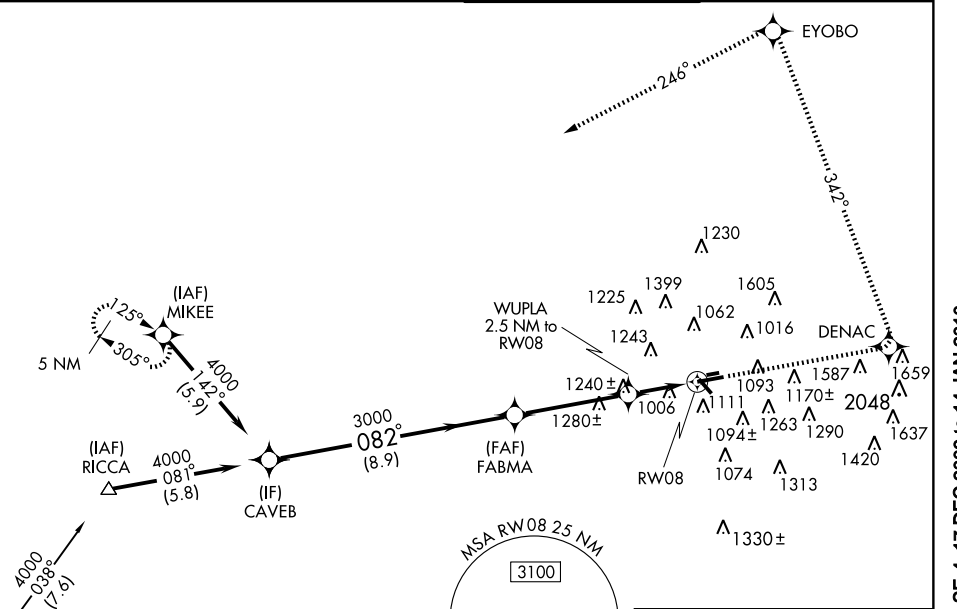 EYOBO
246°
342°
1230
(IAF)
MIKEE
125°
305°
5 NM
4000
142°
(5.9)
WUPLA
2.5 NM to
RW08
1225
1399
1605
1062
1016
1243
DENAC
1240 ±
1280±
1006
1111
1093
1170±
1587
1659
2048
1094±
1263
1290
1637
1420
1074
1313
RW08
1330±
3000
082°
(8.9)
(FAF)
FABMA
(IAF)
RICCA
4000
081°
(5.8)
(IF)
CAVEB
4000
038°
(7.6)
MSA RW08 25 NM
3100